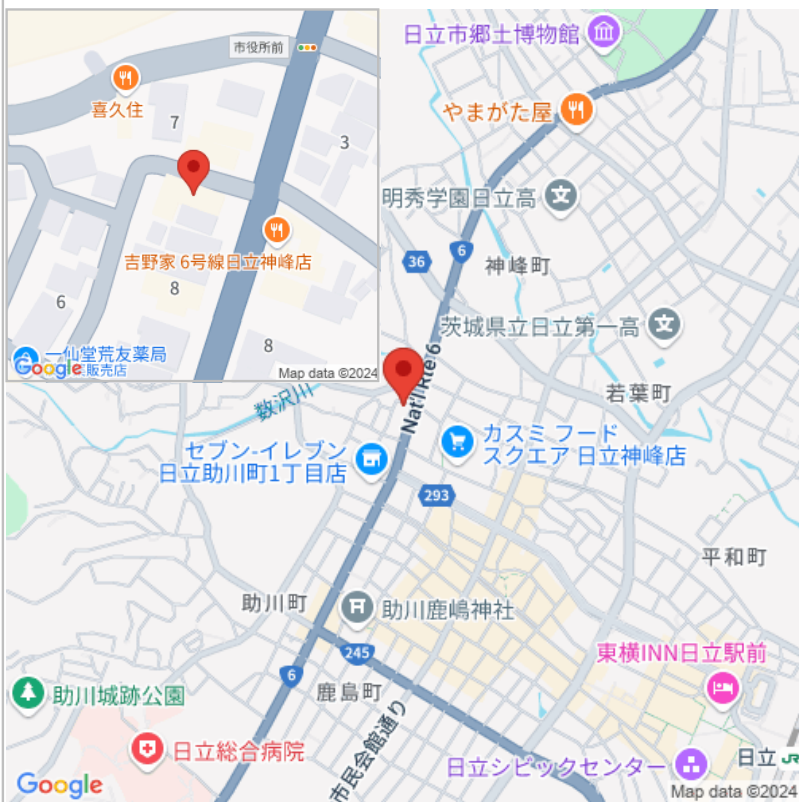 市役所前
喜久住
7
3
吉野家 6号線日立神峰店
8
6
8
一仙堂荒友薬局
販売店
Google
Map data ©2024
日立市郷土博物館
やまがた屋
明秀学園日立高
6
36
神峰町
茨城県立日立第一高
Nat'l Rte 6
若葉町
数沢川
カスミ フード
スクエア 日立神峰店
セブン-イレブン
日立助川町1丁目店
293
平和町
助川町
助川鹿嶋神社
245
東横INN日立駅前
6
鹿島町
助川城跡公園
市民会館通り
日立総合病院
日立シビックセンター
日立
JR
Google
Map data ©2024